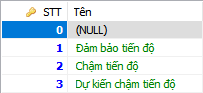 STT Tên
0 (NULL)
1 Đảm bảo tiến độ
2 Chậm tiến độ
3 Dự kiến chậm tiến độ